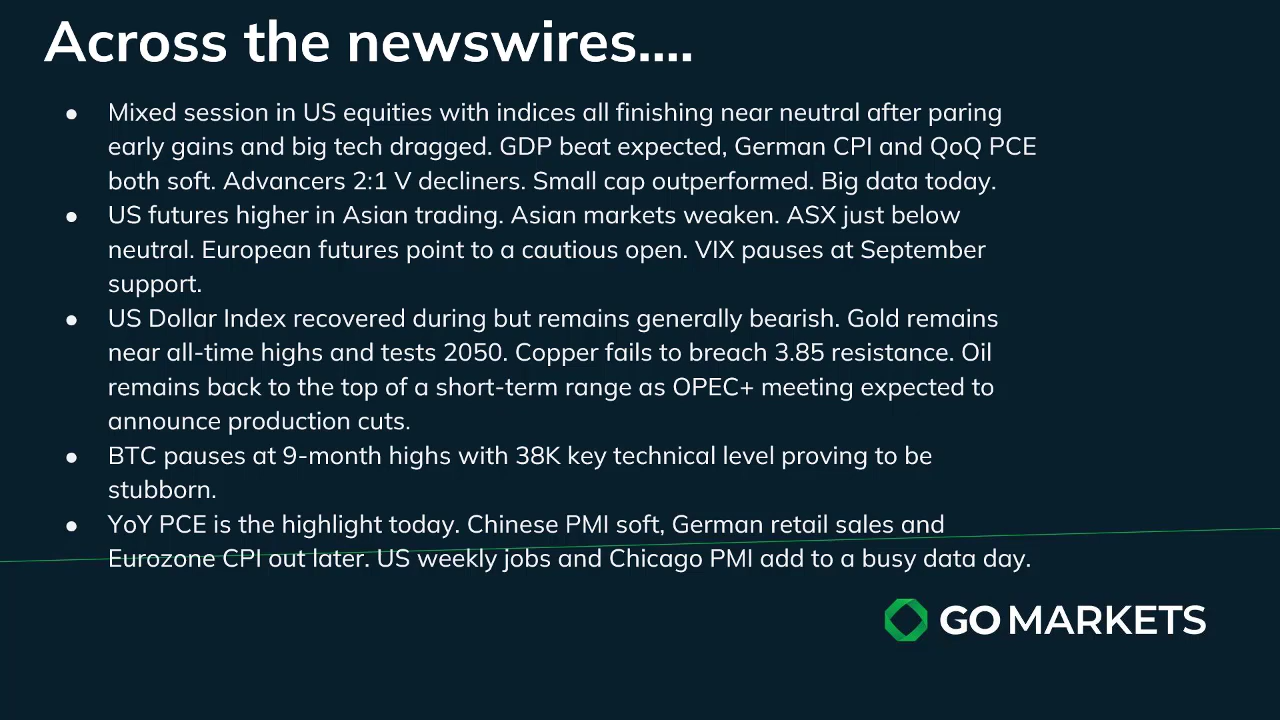 Across the newswires....
● Mixed session in US equities with indices all finishing near neutral after paring
early gains and big tech dragged. GDP beat expected, German CPI and QoQ PCE
both soft. Advancers 2:1 V decliners. Small cap outperformed. Big data today.
● US futures higher in Asian trading. Asian markets weaken. ASX just below
neutral. European futures point to a cautious open. VIX pauses at September
support.
● US Dollar Index recovered during but remains generally bearish. Gold remains
near all-time highs and tests 2050. Copper fails to breach 3.85 resistance. Oil
remains back to the top of a short-term range as OPEC+ meeting expected to
announce production cuts.
● BTC pauses at 9-month highs with 38K key technical level proving to be
stubborn.
● YoY PCE is the highlight today. Chinese PMI soft, German retail sales and
Eurozone CPI out later. US weekly jobs and Chicago PMI add to a busy data day.
GO MARKETS